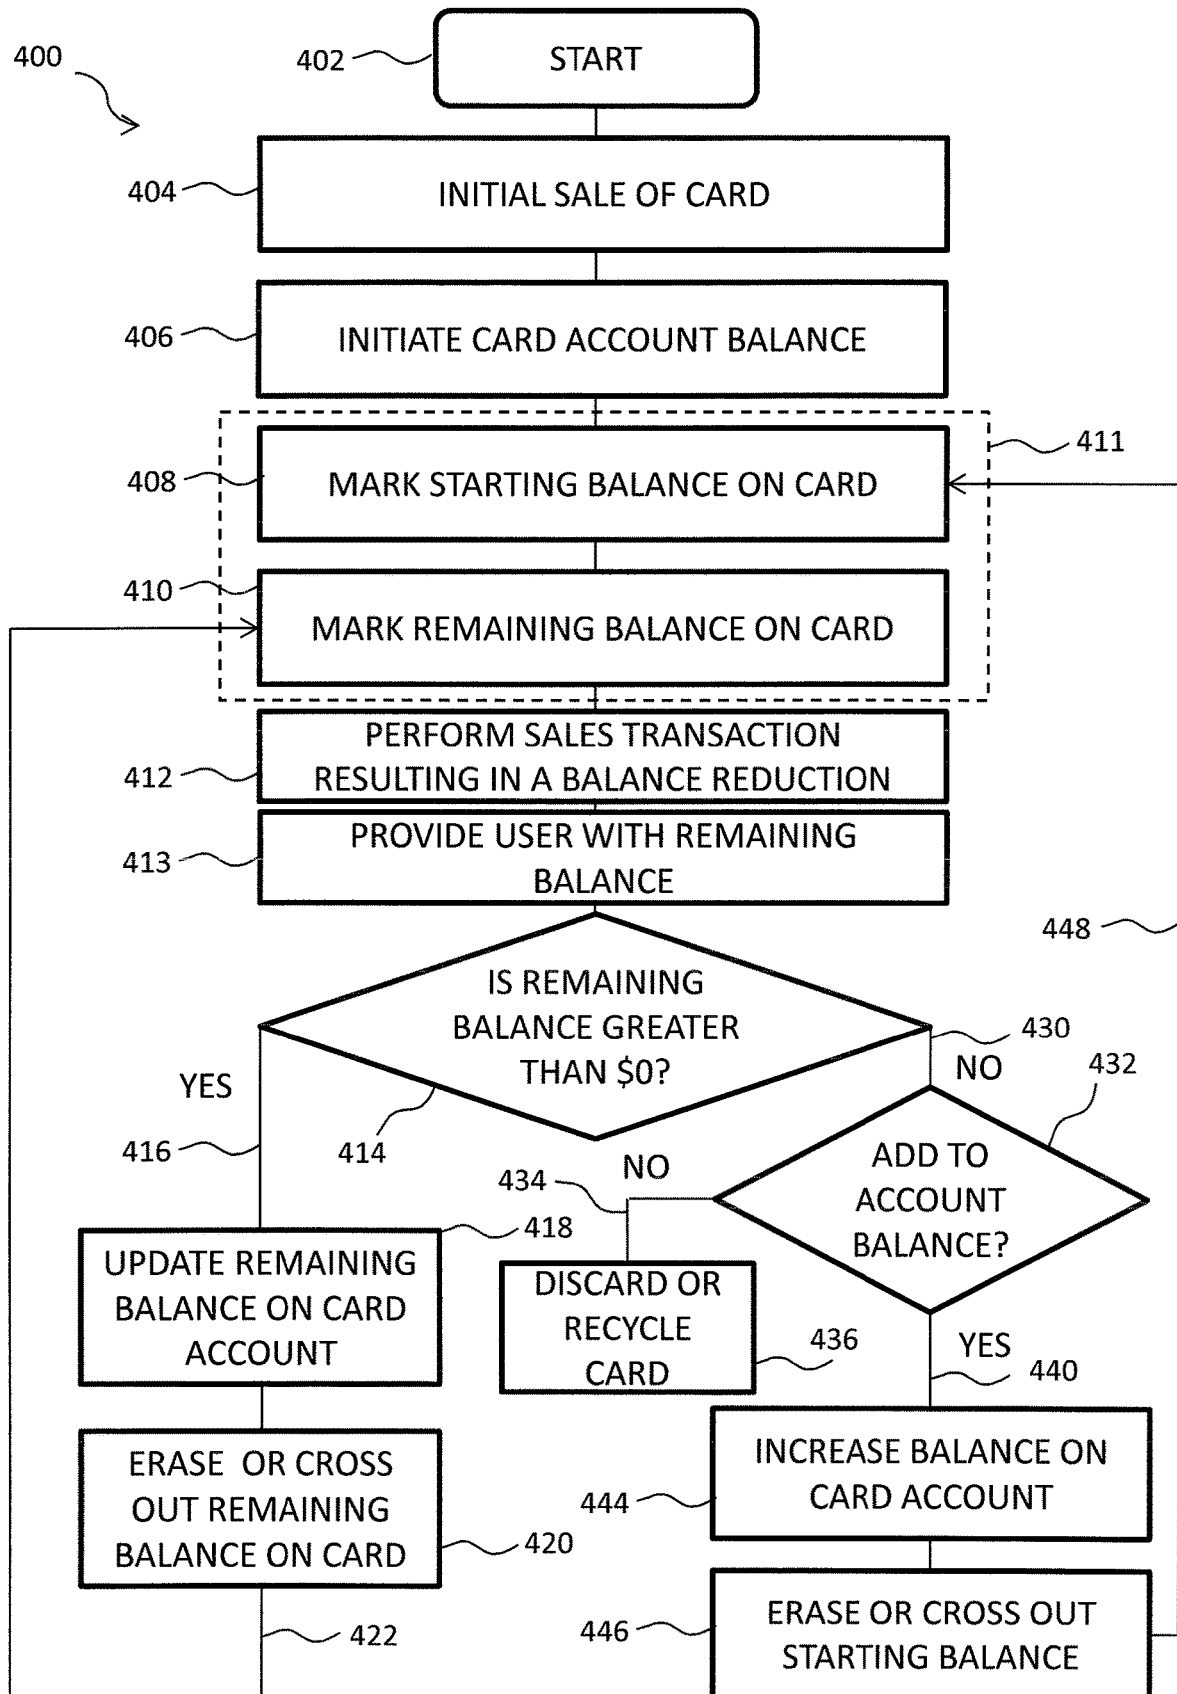 400
402
START
404
INITIAL SALE OF CARD
406
INITIATE CARD ACCOUNT BALANCE
411
408
MARK STARTING BALANCE ON CARD
410
MARK REMAINING BALANCE ON CARD
412
PERFORM SALES TRANSACTION
RESULTING IN A BALANCE REDUCTION
413
PROVIDE USER WITH REMAINING
BALANCE
448
IS REMAINING
BALANCE GREATER
THAN $0?
430
YES
NO
432
416
414
NO
434
ADD TO
ACCOUNT
BALANCE?
418
UPDATE REMAINING
BALANCE ON CARD
ACCOUNT
DISCARD OR
RECYCLE
CARD
436
YES
440
ERASE OR CROSS
OUT REMAINING
BALANCE ON CARD
420
444
INCREASE BALANCE ON
CARD ACCOUNT
422
446
ERASE OR CROSS OUT
STARTING BALANCE